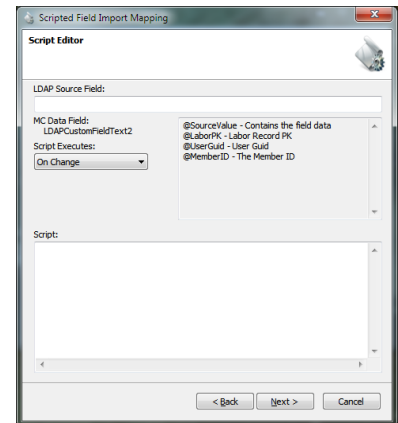 Scripted Field Import Mapping
Script Editor
LDAP Source Field:
MC Data Field:
LDAPCustomFieldText2
Script Executes:
On Change
@SourceValue - Contains the field data
@LaborPK - Labor Record PK
@UserGuid - User Guid
@MemberID - The Member ID
Script:
< Back
Next >
Cancel